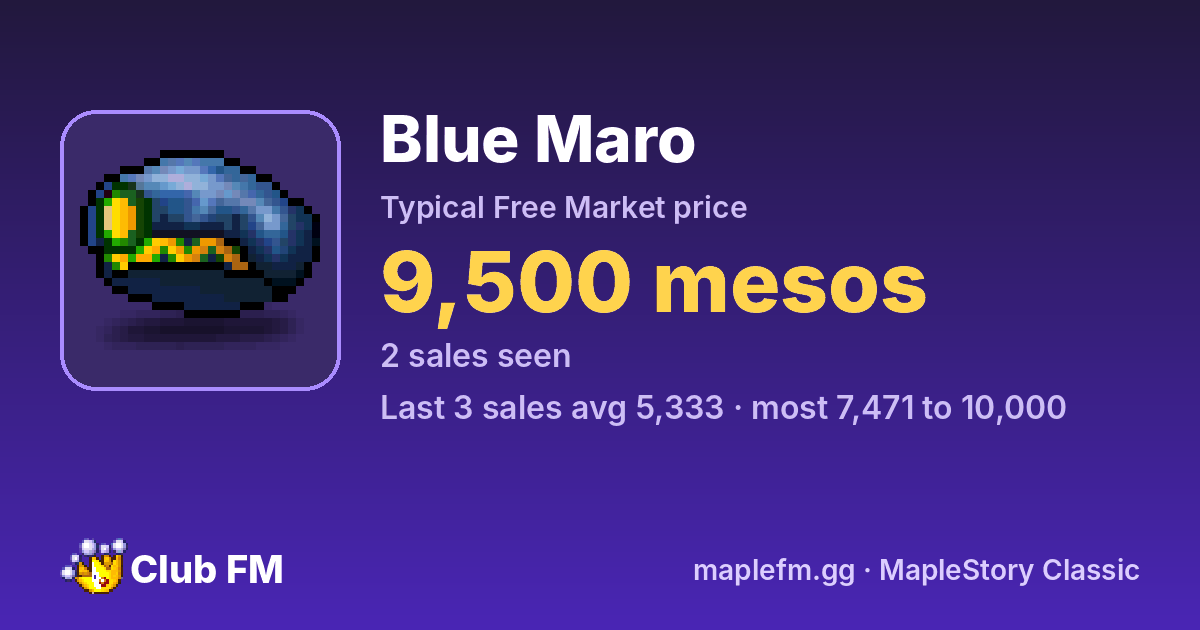 Blue Maro
Typical Free Market price
9,500 mesos
2 sales seen
Last 3 sales avg 5,333 · most 7,471 to 10,000
Club FM
maplefm.gg · MapleStory Classic